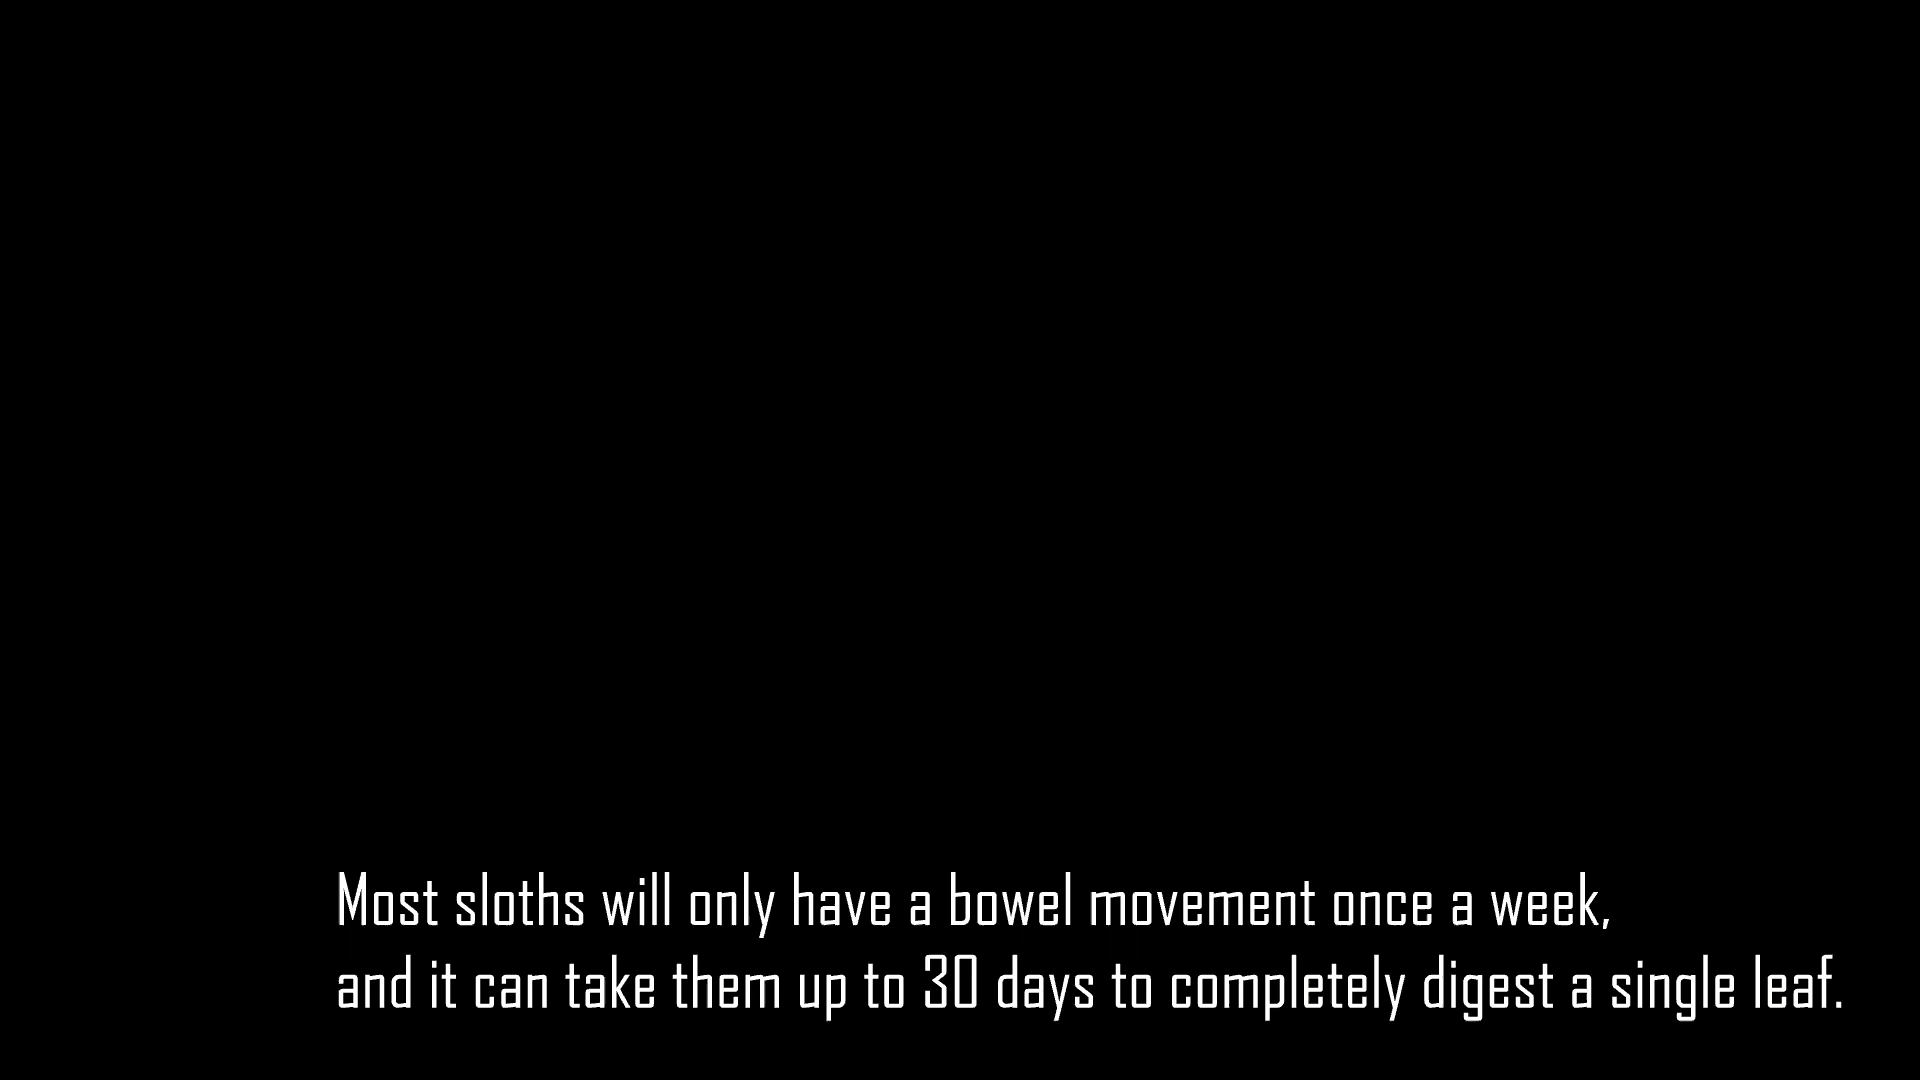 Most sloths will only have a bowel movement once a week,
and it can take them up to 30 days to completely digest a single leaf.